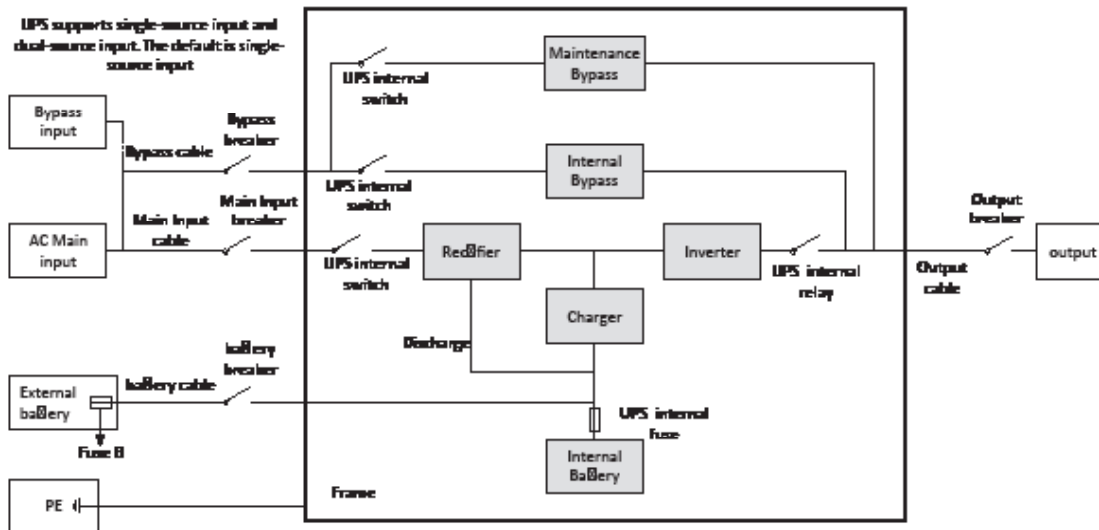 UPS supports single-source input and
dual-source input. The default is single-
source input
Maintenance
Bypass
UPS internal
switch
Bypass
input
Bypass
breaker
Bypass cable
Internal
Bypass
UPS internal
switch
Main Input
breaker
Main Input
cable
AC Main
input
UPS internal
switch
Rectifier
Inverter
UPS internal
relay
Output
breaker
output
Output
cable
Charger
Discharge
battery
breaker
battery cable
External
battery
Fuse B
UPS internal
fuse
Internal
Battery
PE
Frame